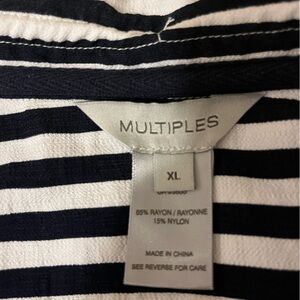 MULTIPLES
XL
85% RAYON / RAYONNE
15% NYLON
MADE IN CHINA
SEE REVERSE FOR CARE